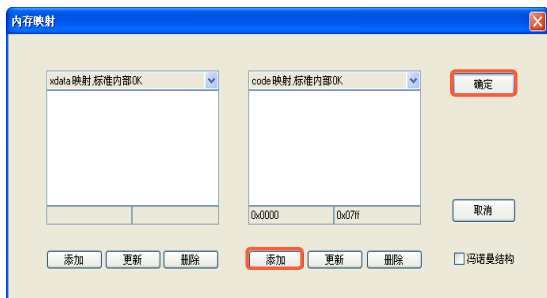 内存映射
xdata映射,标准内部0K
code映射,标准内部0K
确定
0x0000
0x07ff
取消
添加
更新
删除
添加
更新
删除
冯诺曼结构